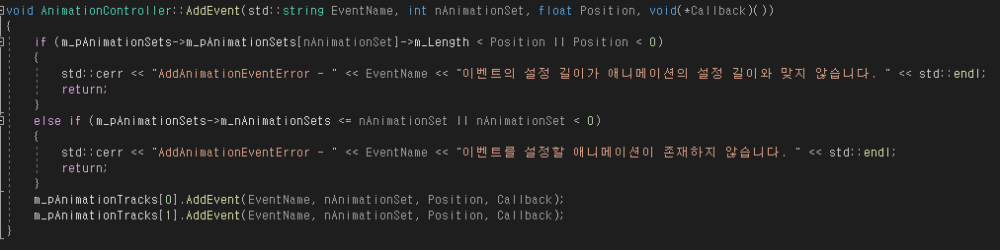 void AnimationController::AddEvent(std::string EventName, int nAnimationSet, float Position, void(*Callback)())
{
if (m_pAnimationSets->m_pAnimationSets[nAnimationSet]->m_Length < Position || Position < 0)
{
std::cerr << "AddAnimationEventError - " << EventName << "이벤트의 설정 길이가 애니메이션의 설정 길이와 맞지 않습니다. " << std::endl;
return;
}
else if (m_pAnimationSets->m_nAnimationSets <= nAnimationSet || nAnimationSet < 0)
{
std::cerr << "AddAnimationEventError - " << EventName << "이벤트를 설정할 애니메이션이 존재하지 않습니다. " << std::endl;
return;
}
m_pAnimationTracks[0].AddEvent(EventName, nAnimationSet, Position, Callback);
m_pAnimationTracks[1].AddEvent(EventName, nAnimationSet, Position, Callback);
}